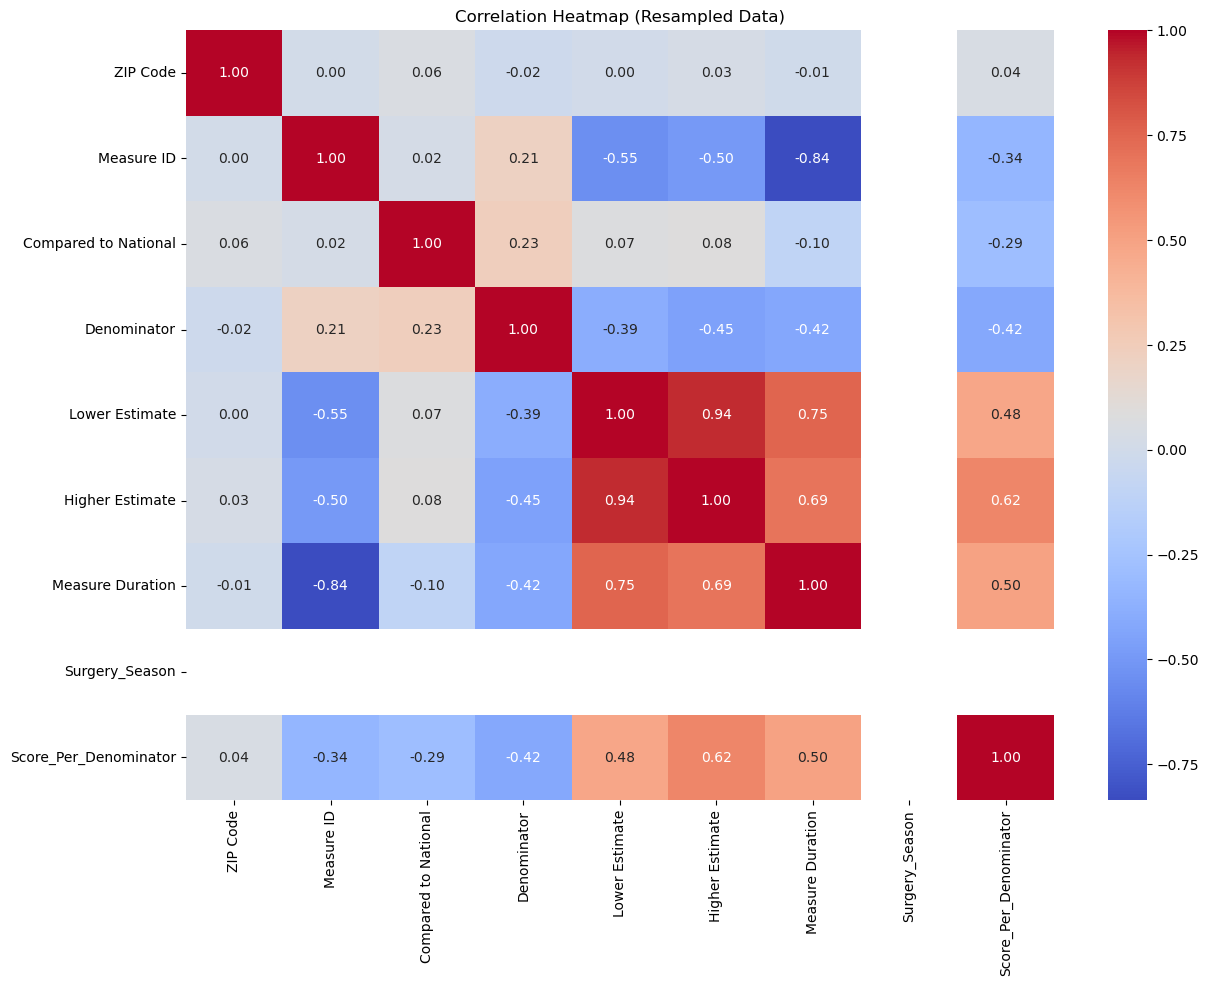 Correlation Heatmap (Resampled Data)
ZIP Code 1.00 0.00 0.06 -0.02 0.00 0.03 -0.01 0.04
Measure ID 0.00 1.00 0.02 0.21 -0.55 -0.50 -0.84 -0.34
Compared to National 0.06 0.02 1.00 0.23 0.07 0.08 -0.10 -0.29
Denominator -0.02 0.21 0.23 1.00 -0.39 -0.45 -0.42 -0.42
Lower Estimate 0.00 -0.55 0.07 -0.39 1.00 0.94 0.75 0.48
Higher Estimate 0.03 -0.50 0.08 -0.45 0.94 1.00 0.69 0.62
Measure Duration -0.01 -0.84 -0.10 -0.42 0.75 0.69 1.00 0.50
Surgery_Season
Score_Per_Denominator 0.04 -0.34 -0.29 -0.42 0.48 0.62 0.50 1.00
ZIP Code
Measure ID
Compared to National
Denominator
Lower Estimate
Higher Estimate
Measure Duration
Surgery_Season
Score_Per_Denominator
1.00
0.75
0.50
0.25
0.00
−0.25
−0.50
−0.75